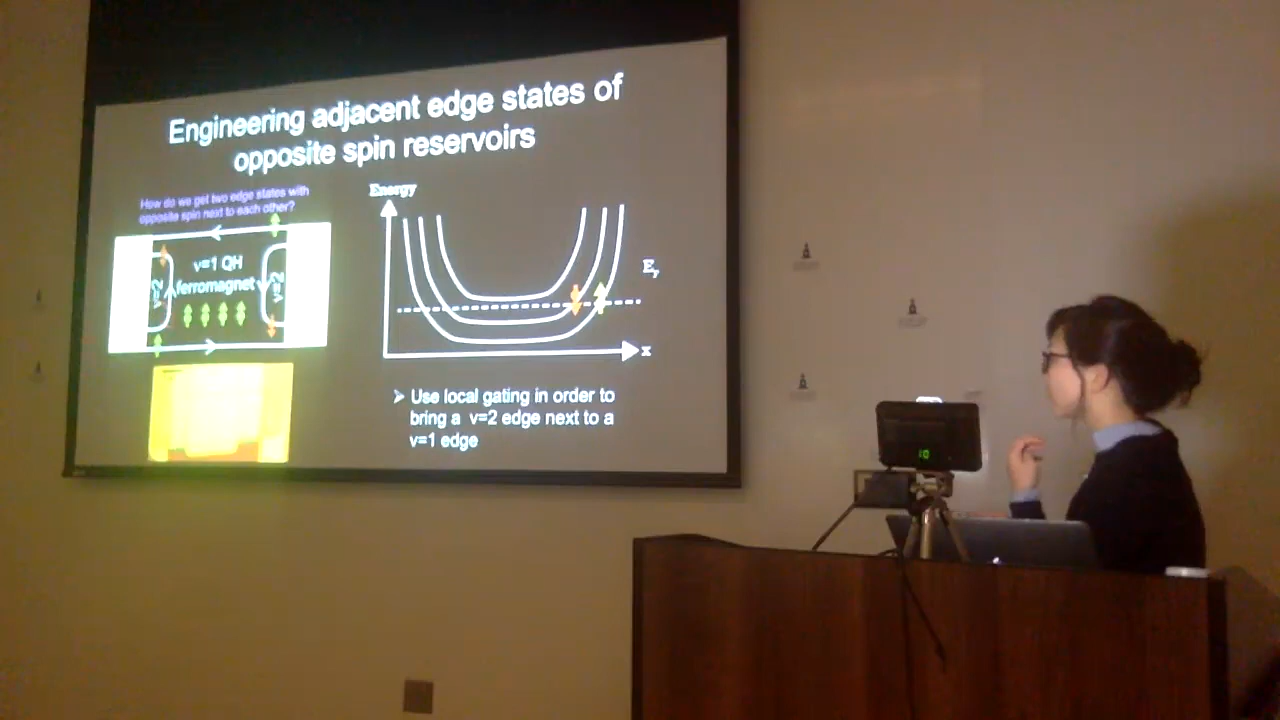 Engineering adjacent edge states of
opposite spin reservoirs
How do we get two edge states with
opposite spin next to each other?
ν=1 QH
ferromagnet
ν=2
ν=2
Energy
E
x
➢ Use local gating in order to
bring a ν=2 edge next to a
ν=1 edge
10